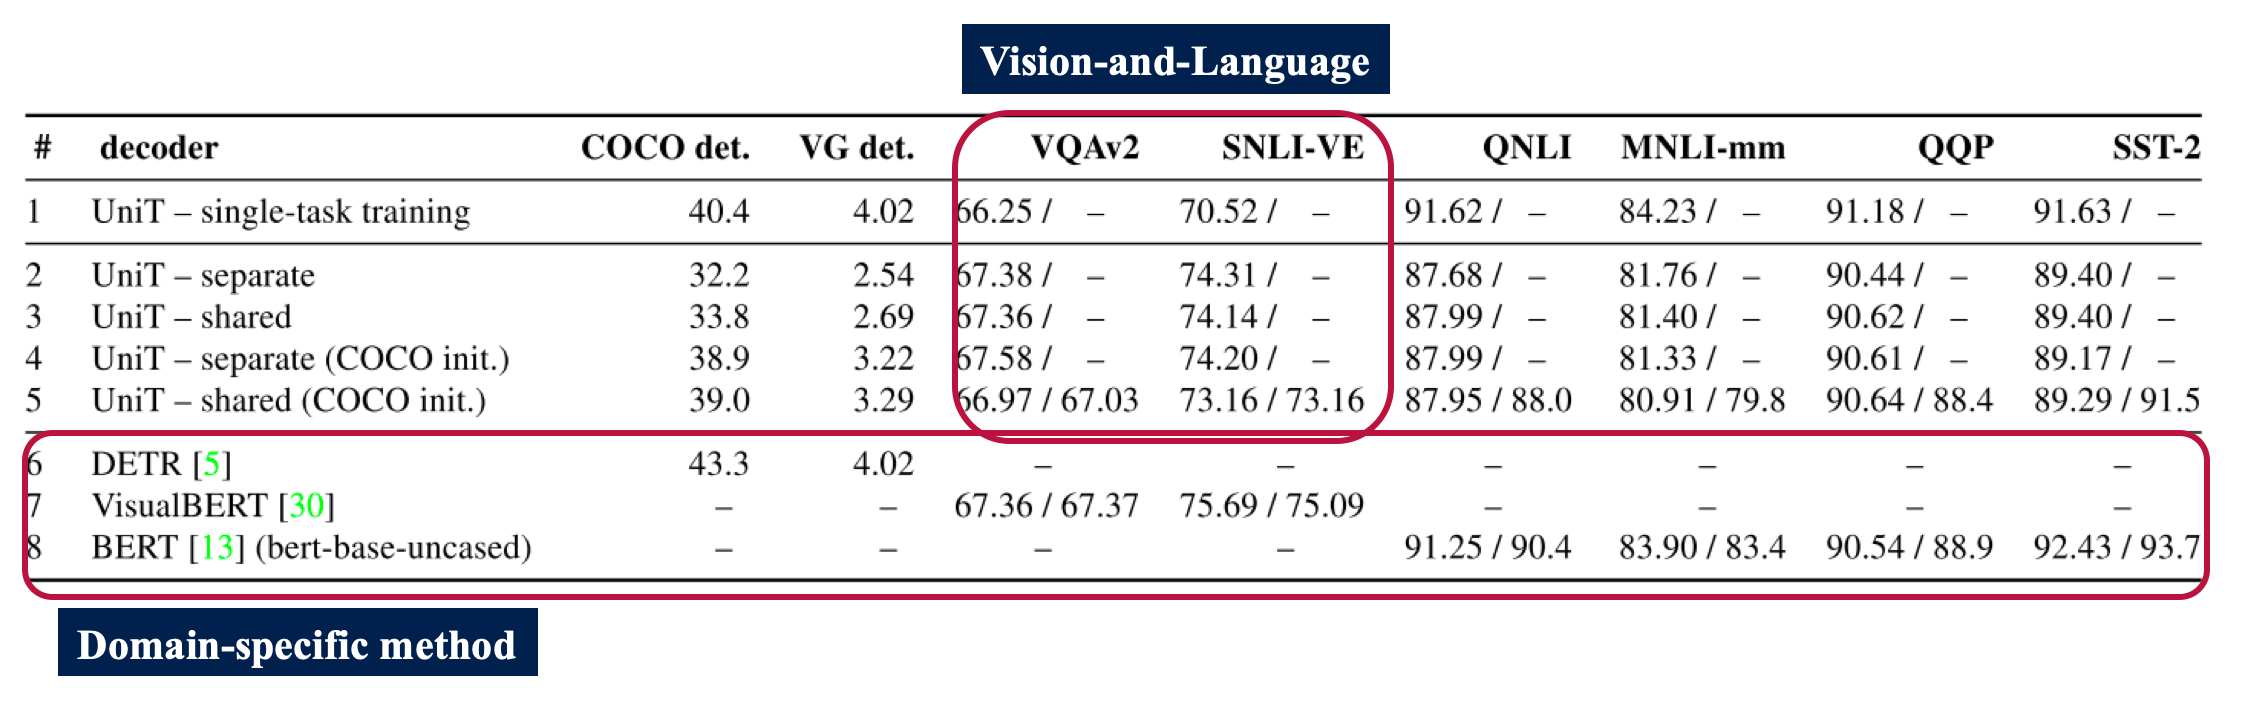 Vision-and-Language
# decoder COCO det. VG det. VQAv2 SNLI-VE QNLI MNLI-mm QQP SST-2
1 UniT – single-task training 40.4 4.02 66.25 / – 70.52 / – 91.62 / – 84.23 / – 91.18 / – 91.63 / –
2 UniT – separate 32.2 2.54 67.38 / – 74.31 / – 87.68 / – 81.76 / – 90.44 / – 89.40 / –
3 UniT – shared 33.8 2.69 67.36 / – 74.14 / – 87.99 / – 81.40 / – 90.62 / – 89.40 / –
4 UniT – separate (COCO init.) 38.9 3.22 67.58 / – 74.20 / – 87.99 / – 81.33 / – 90.61 / – 89.17 / –
5 UniT – shared (COCO init.) 39.0 3.29 66.97 / 67.03 73.16 / 73.16 87.95 / 88.0 80.91 / 79.8 90.64 / 88.4 89.29 / 91.5
6 DETR [5] 43.3 4.02 – – – – – –
7 VisualBERT [30] – – 67.36 / 67.37 75.69 / 75.09 – – – –
8 BERT [13] (bert-base-uncased) – – – – 91.25 / 90.4 83.90 / 83.4 90.54 / 88.9 92.43 / 93.7
Domain-specific method